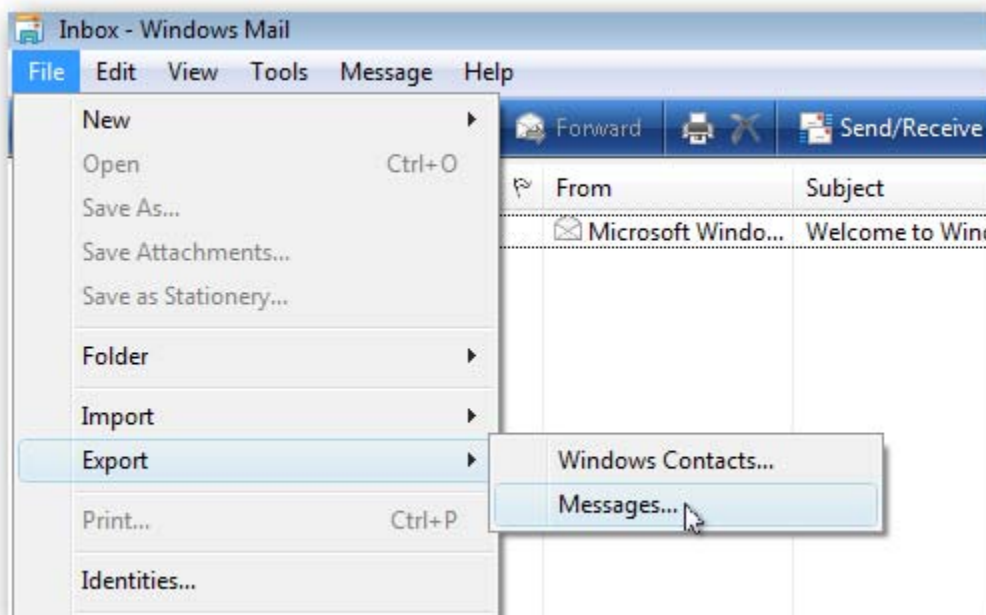 Inbox - Windows Mail
File Edit View Tools Message Help
Forward Send/Receive
New
Open Ctrl+O
Save As...
Save Attachments...
Save as Stationery...
Folder
Import
Export
Print... Ctrl+P
Identities...
Windows Contacts...
Messages...
From Subject
Microsoft Windo... Welcome to